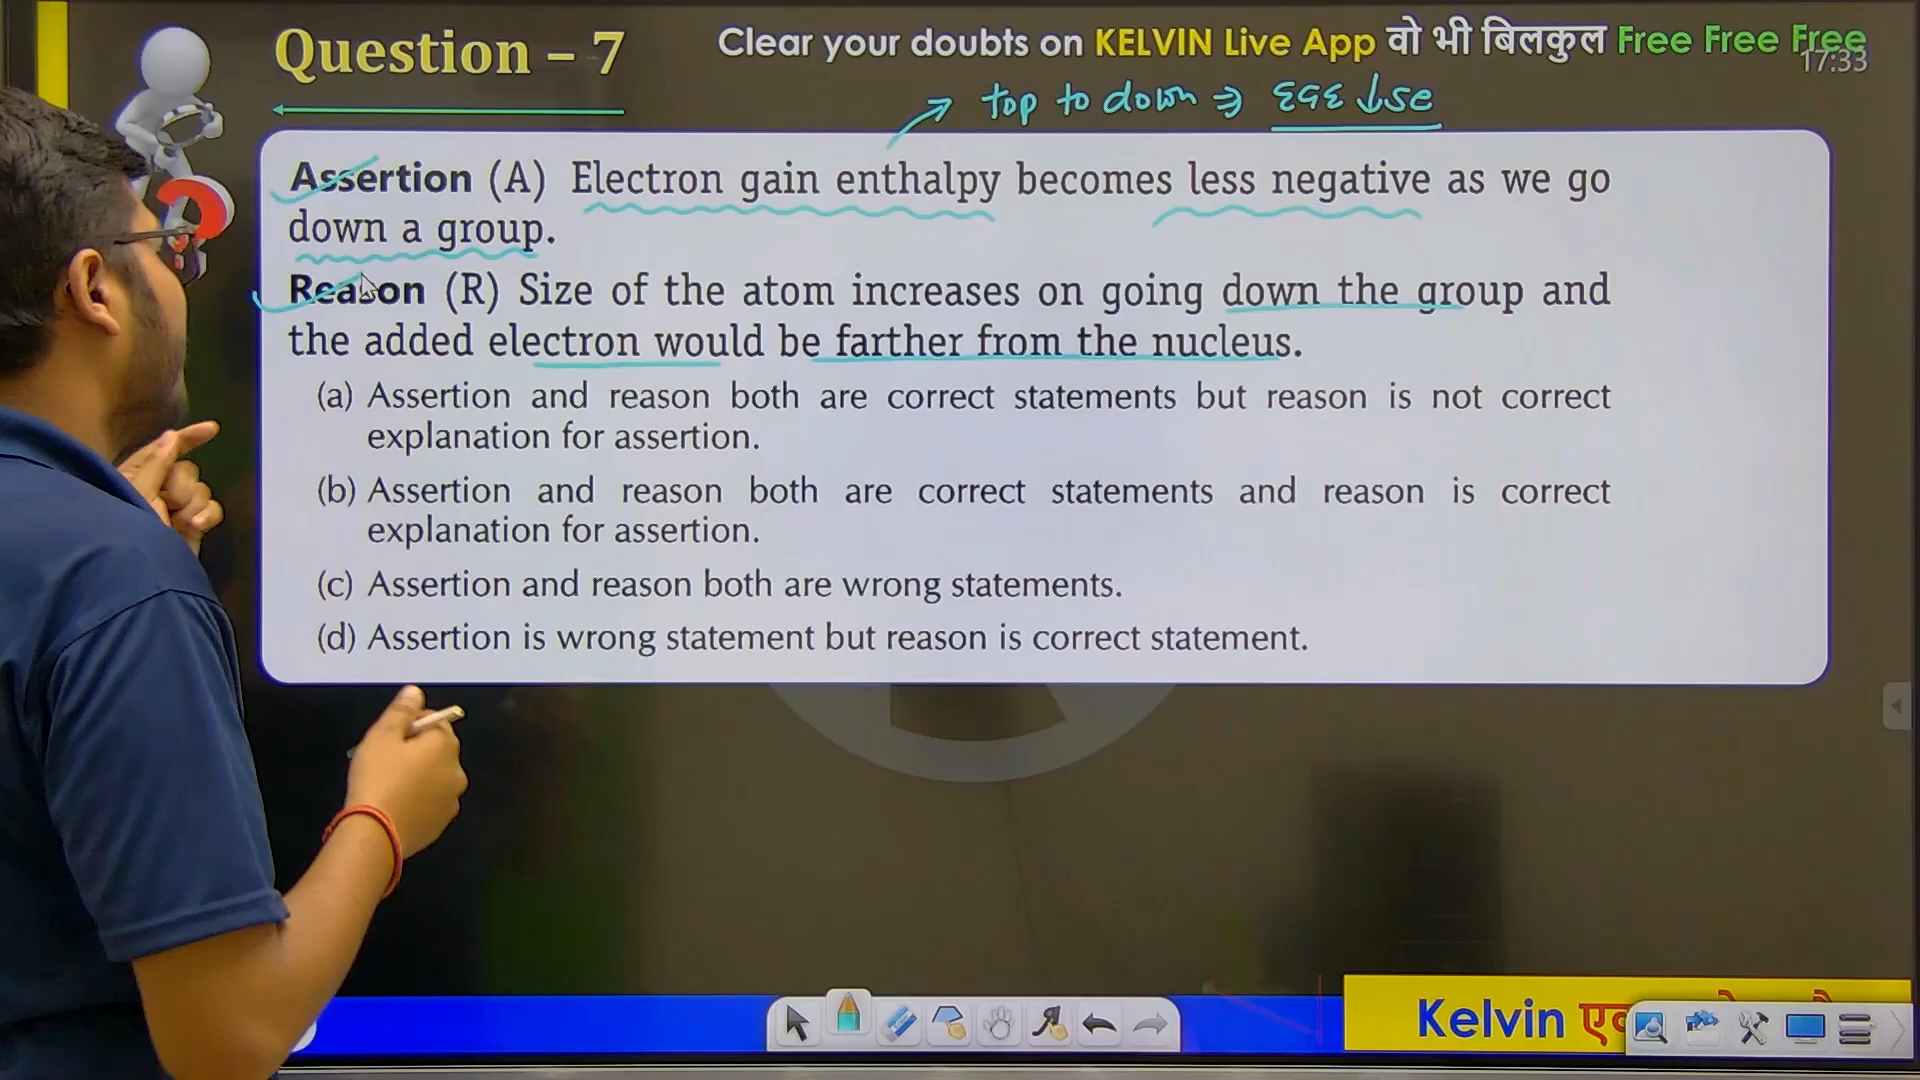 Question – 7
Clear your doubts on KELVIN Live App वो भी बिलकुल Free Free Free
17:33
top to down ⇒ EGE ↓se
Assertion (A) Electron gain enthalpy becomes less negative as we go
down a group.
Reason (R) Size of the atom increases on going down the group and
the added electron would be farther from the nucleus.
(a) Assertion and reason both are correct statements but reason is not correct
explanation for assertion.
(b) Assertion and reason both are correct statements and reason is correct
explanation for assertion.
(c) Assertion and reason both are wrong statements.
(d) Assertion is wrong statement but reason is correct statement.
Kelvin